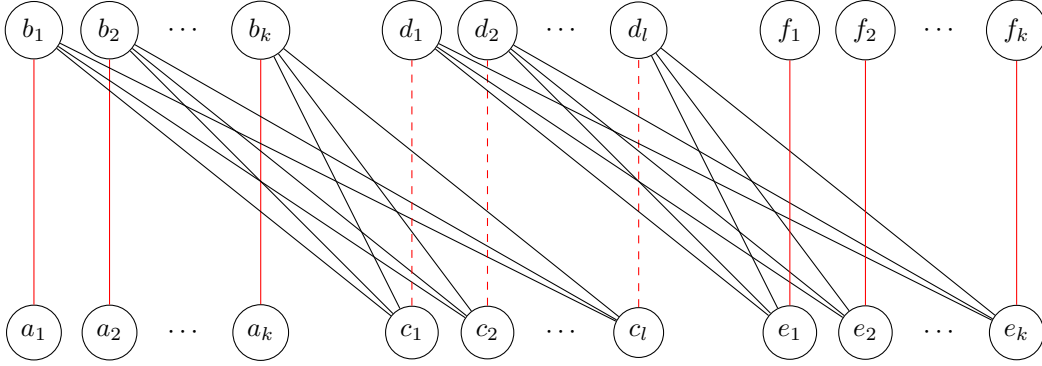 b₁ b₂ ⋯ bₖ d₁ d₂ ⋯ dₗ f₁ f₂ ⋯ fₖ
a₁ a₂ ⋯ aₖ c₁ c₂ ⋯ cₗ e₁ e₂ ⋯ eₖ